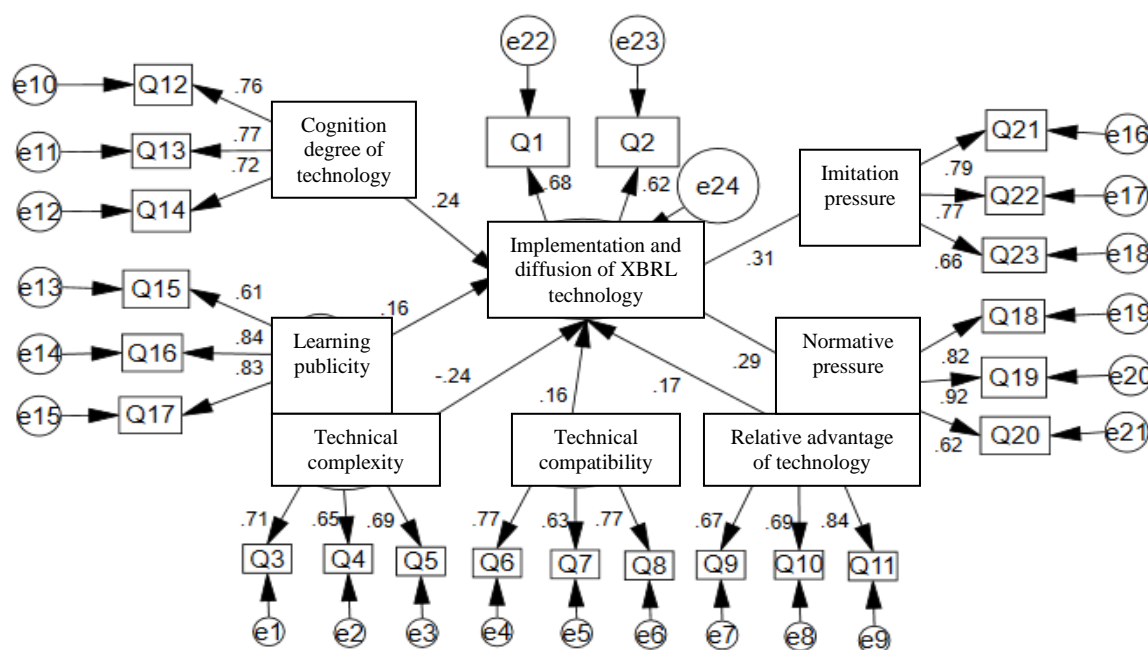 e22
e23
e10
Q12
.76
Cognition
degree of
technology
e11
Q13
.77
e12
Q14
.72
Q1
Q2
.68
.62
e24
Imitation
pressure
Q21
e16
.79
Q22
e17
.77
Q23
e18
.66
.24
Implementation and
diffusion of XBRL
technology
.31
e13
Q15
.61
.16
e14
Q16
.84
Learning
publicity
e15
Q17
.83
Normative
pressure
Q18
e19
.82
Q19
e20
.92
Q20
e21
.62
-.24
.16
.17
.29
Technical
complexity
Technical
compatibility
Relative advantage
of technology
.71
.65
.69
.77
.63
.77
.67
.69
.84
Q3
Q4
Q5
Q6
Q7
Q8
Q9
Q10
Q11
e1
e2
e3
e4
e5
e6
e7
e8
e9